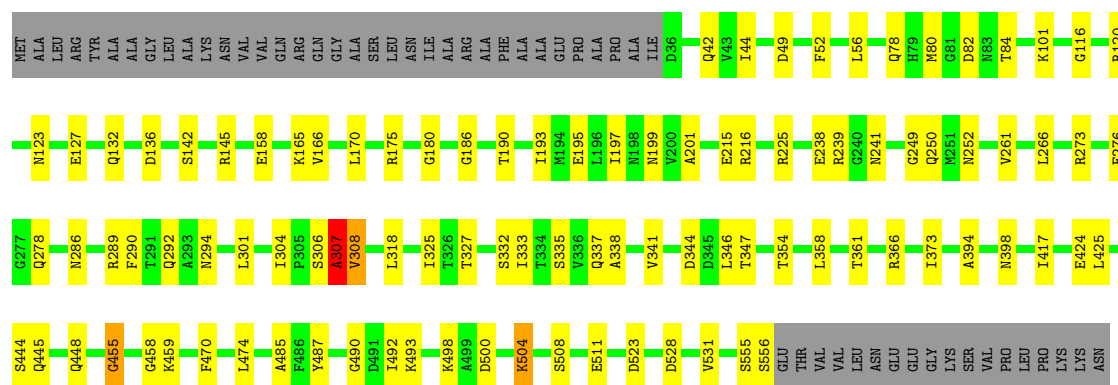 MET ALA LEU ARG TYR ALA ALA GLY LEU ALA LYS ASN VAL VAL GLN ARG GLN GLY ALA SER LEU ASN ILE ALA ARG ALA PHE ALA ALA GLU PRO ALA PRO ALA ILE D36 Q42 V43 I44 D49 F52 L56 Q78 H79 M80 G81 D82 N83 T84 K101 G116
N123 E127 Q132 D136 S142 R145 E158 K165 V166 L170 R175 G180 G186 T190 I193 M194 E195 L196 I197 N198 N199 V200 A201 E215 R216 R225 E238 R239 G240 N241 G249 Q250 M251 N252 V261 L266 R273
G277 Q278 N286 R289 F290 T291 Q292 A293 N294 L301 I304 P305 S306 A307 V308 L318 I325 T326 T327 S332 I333 T334 S335 V336 Q337 A338 V341 D344 D345 L346 T347 T354 L358 T361 R366 I373 A394 N398 I417 E424 L425
S444 Q445 Q448 G455 G458 K459 F470 L474 A485 F486 Y487 G490 D491 I492 K493 K498 A499 D500 K504 S508 E511 D523 D528 V531 S555 S556 GLU THR VAL VAL LEU ASN GLU GLU GLY LYS SER VAL PRO LEU PRO LYS LYS ASN